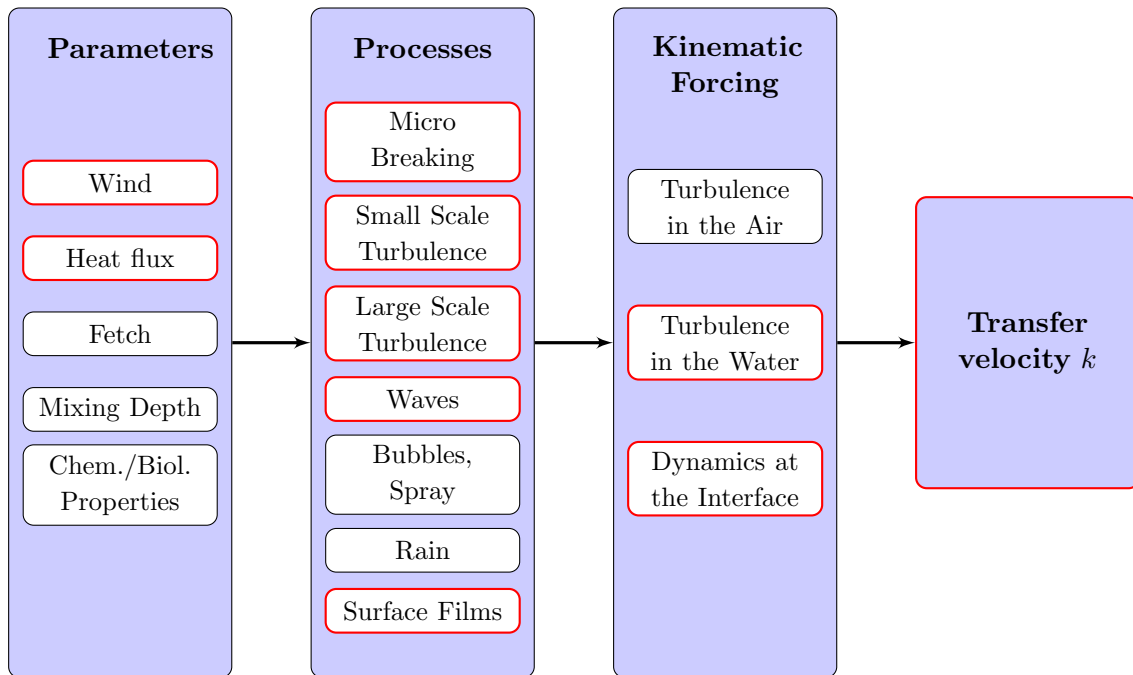 Parameters
Wind
Heat flux
Fetch
Mixing Depth
Chem./Biol.
Properties
Processes
Micro
Breaking
Small Scale
Turbulence
Large Scale
Turbulence
Waves
Bubbles,
Spray
Rain
Surface Films
Kinematic
Forcing
Turbulence
in the Air
Turbulence
in the Water
Dynamics at
the Interface
Transfer
velocity k